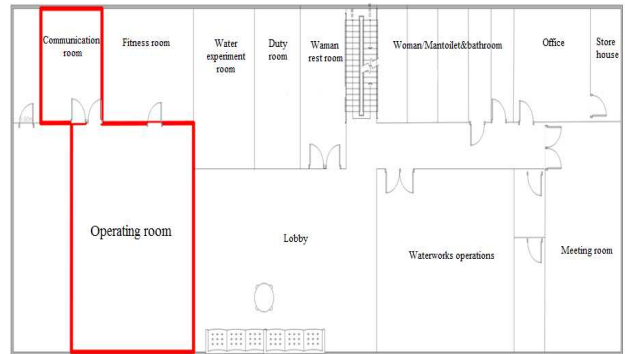 Communication
room
Fitness room
Water
experiment
room
Duty
room
Waman
rest room
Woman/Mantoilet&bathroom
Office
Store
house
Operating room
Lobby
Waterworks operations
Meeting room